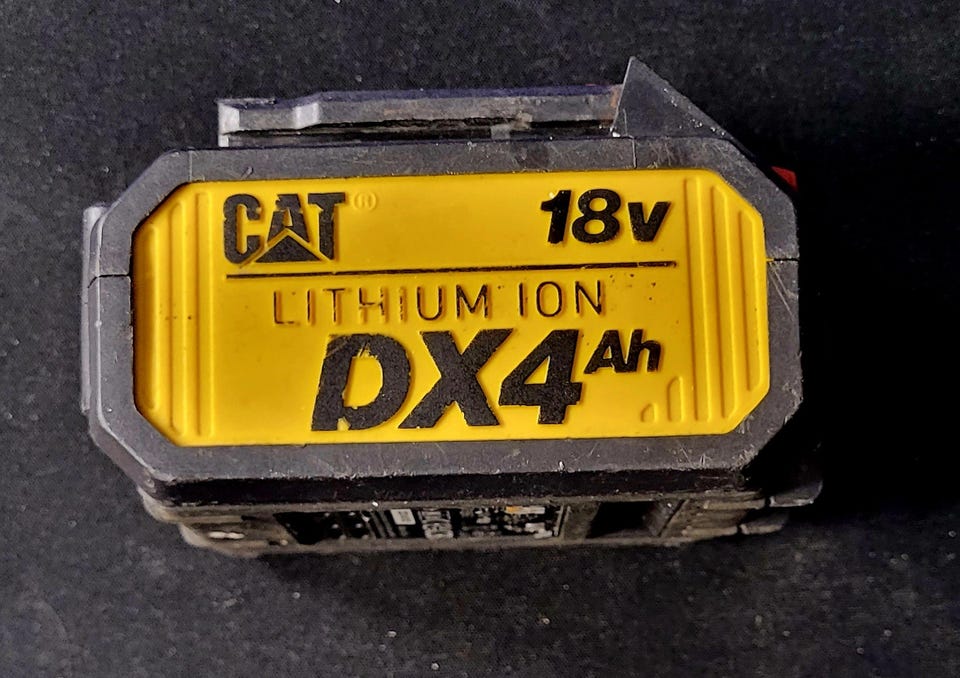 CAT® 18v
LITHIUM ION
DX4Ah